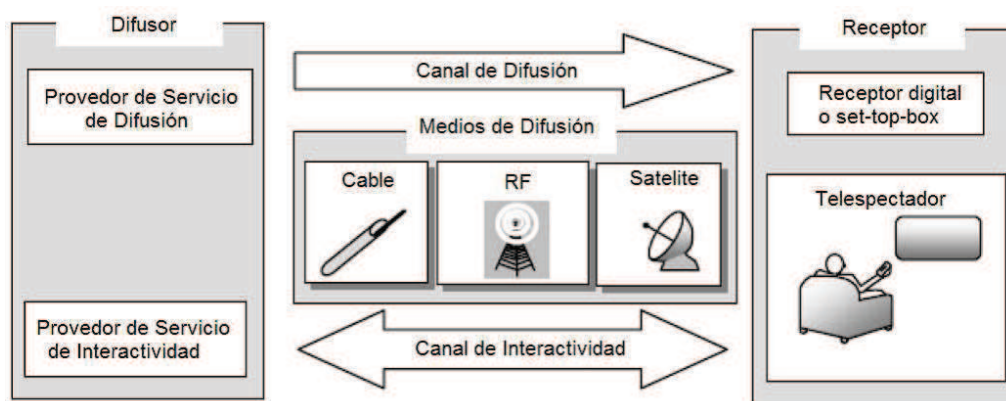 Difusor
Provedor de Servicio
de Difusión
Provedor de Servicio
de Interactividad
Canal de Difusión
Medios de Difusión
Cable
RF
Satelite
Canal de Interactividad
Receptor
Receptor digital
o set-top-box
Telespectador